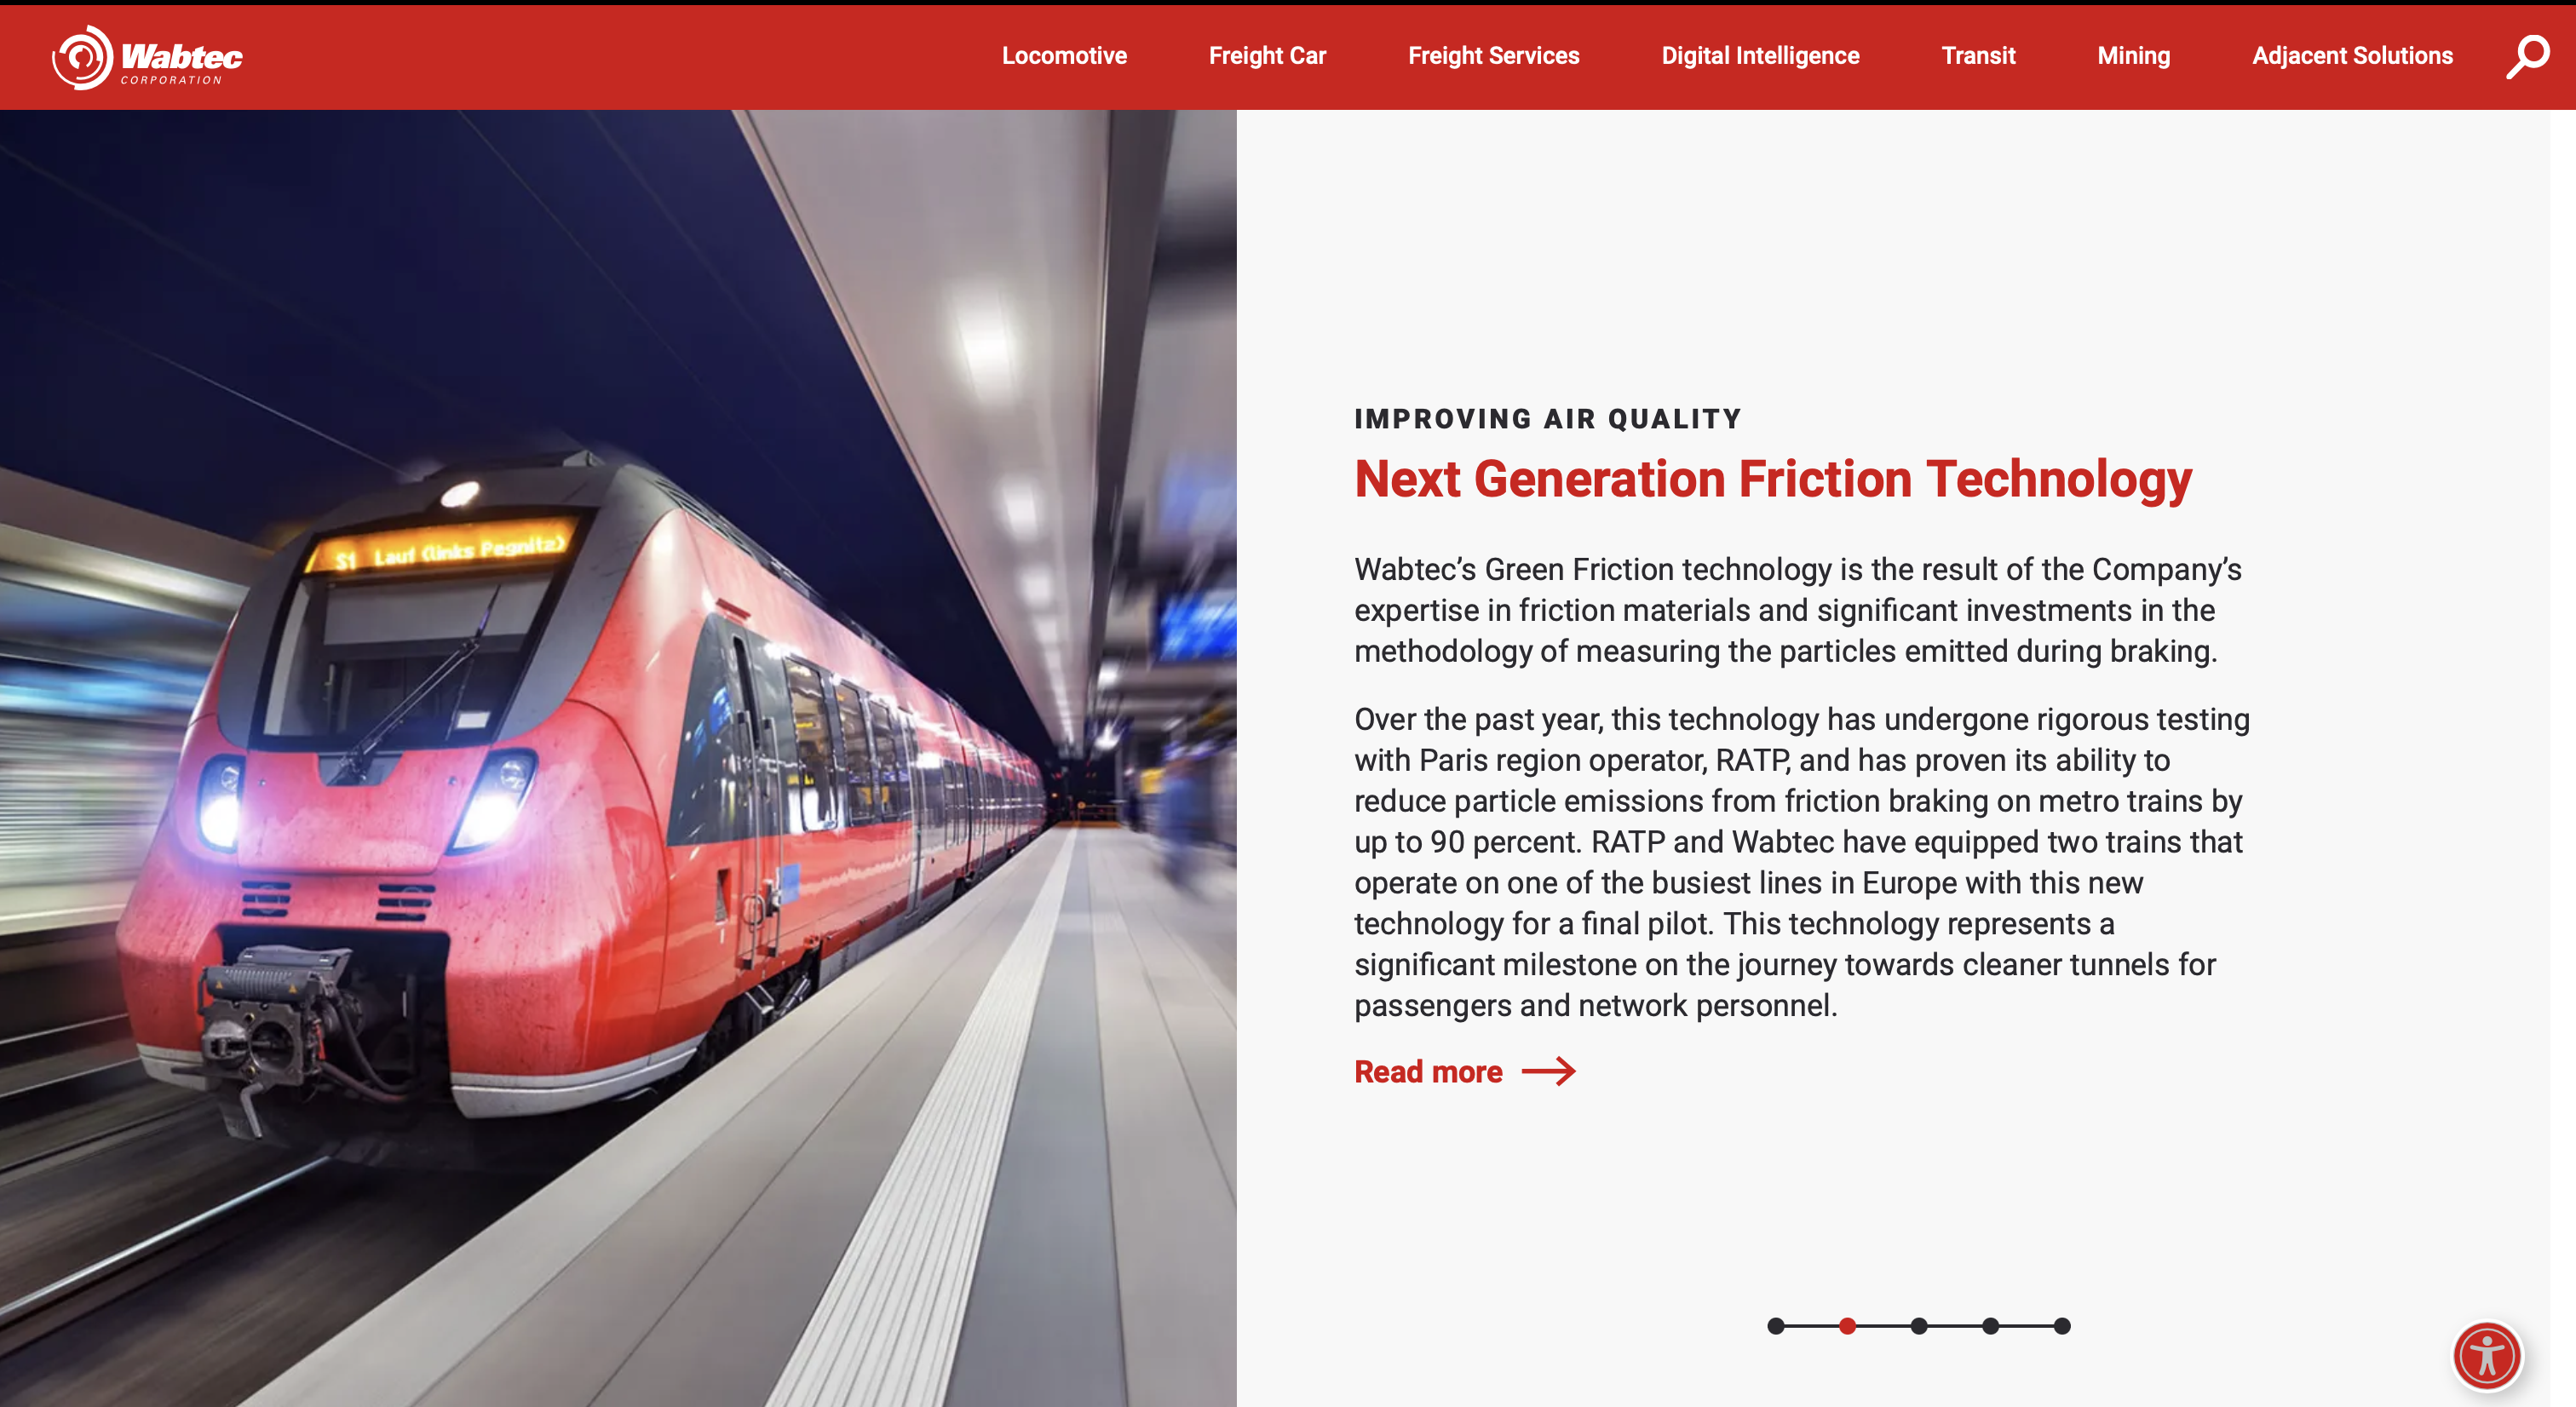 Wabtec
CORPORATION
Locomotive
Freight Car
Freight Services
Digital Intelligence
Transit
Mining
Adjacent Solutions
S1 Lauf (links Pegnitz)
IMPROVING AIR QUALITY
Next Generation Friction Technology
Wabtec’s Green Friction technology is the result of the Company’s
expertise in friction materials and significant investments in the
methodology of measuring the particles emitted during braking.
Over the past year, this technology has undergone rigorous testing
with Paris region operator, RATP, and has proven its ability to
reduce particle emissions from friction braking on metro trains by
up to 90 percent. RATP and Wabtec have equipped two trains that
operate on one of the busiest lines in Europe with this new
technology for a final pilot. This technology represents a
significant milestone on the journey towards cleaner tunnels for
passengers and network personnel.
Read more